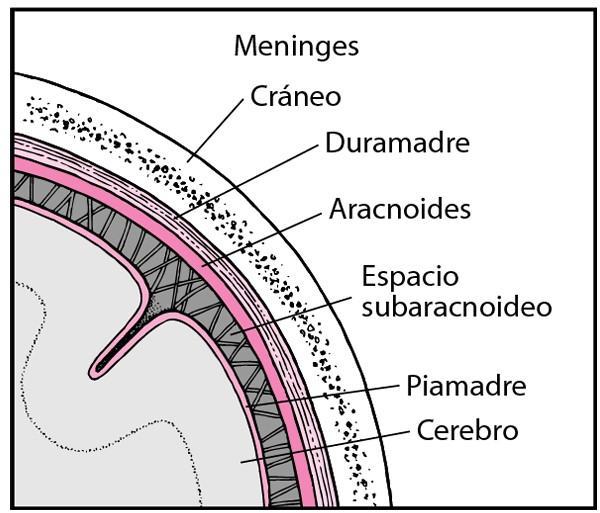 Meninges
Cráneo
Duramadre
Aracnoides
Espacio
subaracnoideo
Piamadre
Cerebro